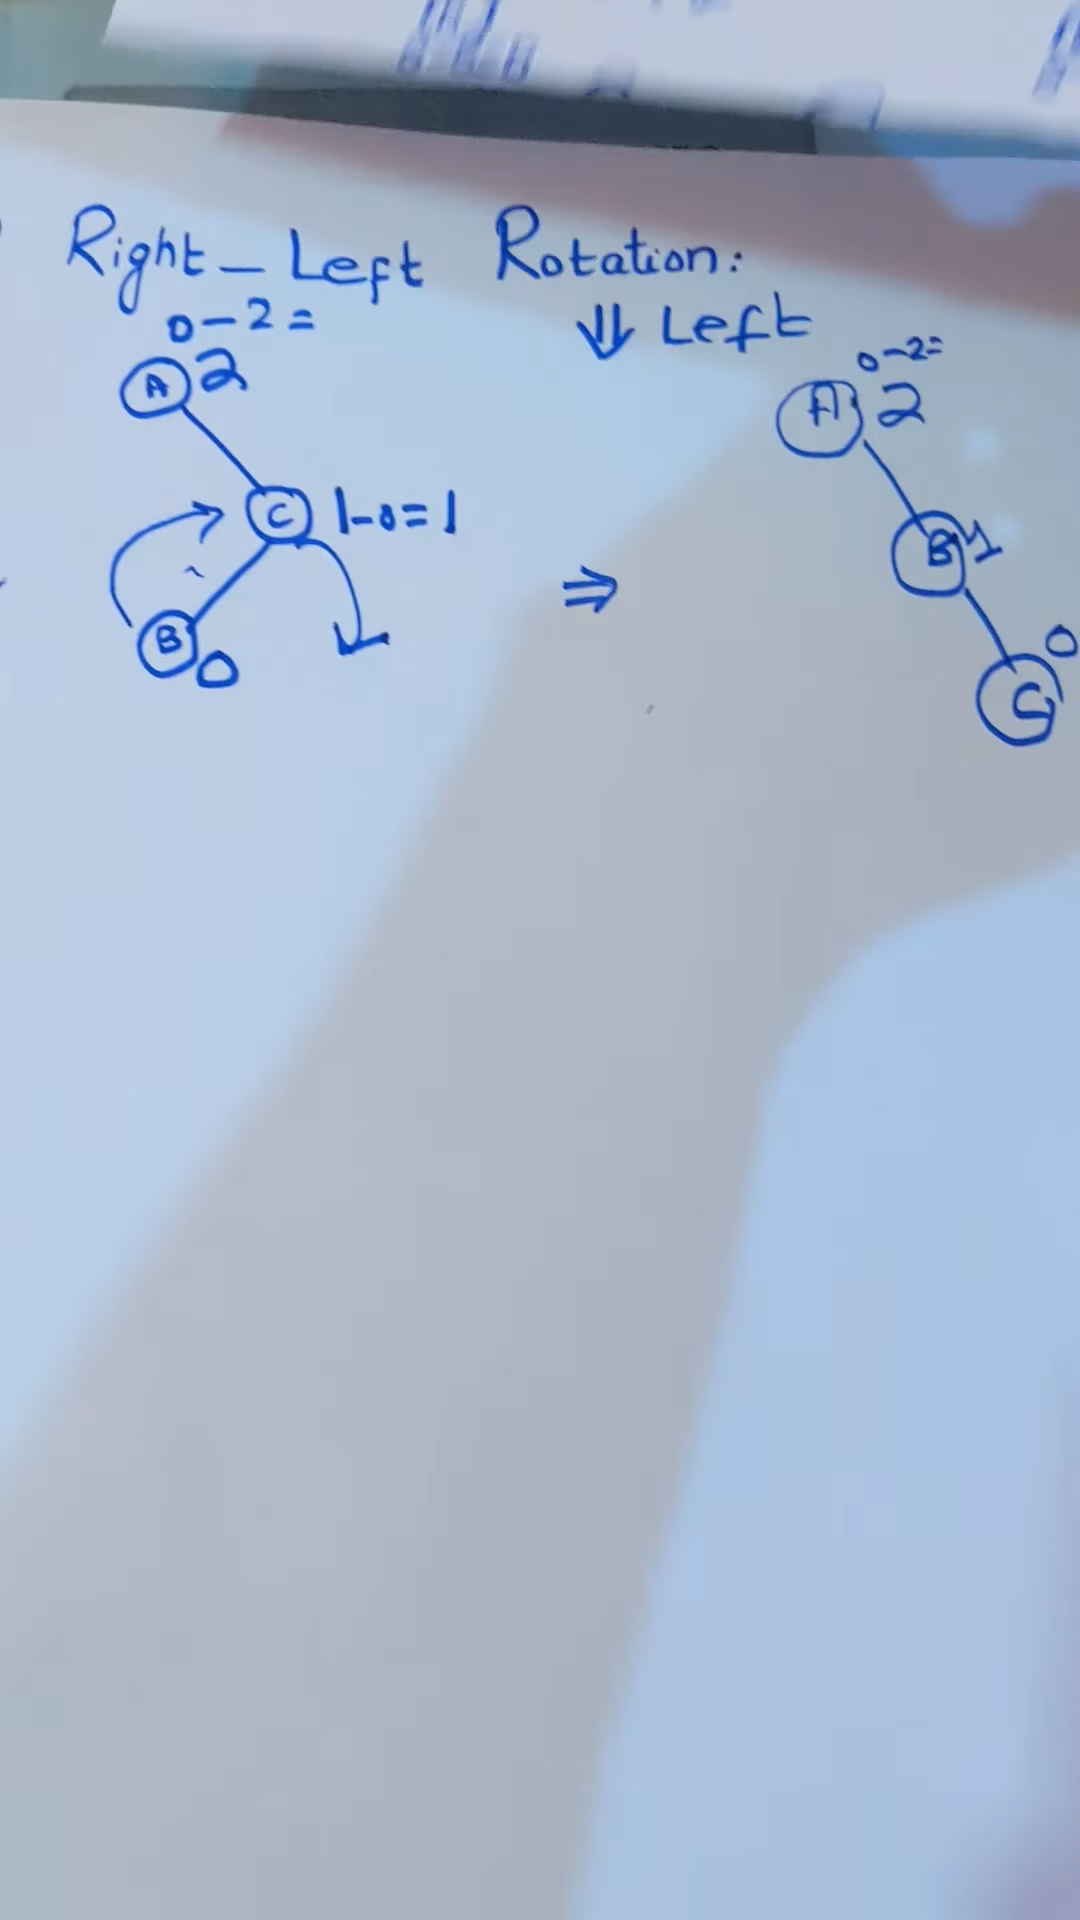 Right - Left Rotation:
⇓ Left
0-2=
2
A
C 1-0=1
B 0
⇒
0-2=
A 2
B 1
C 0